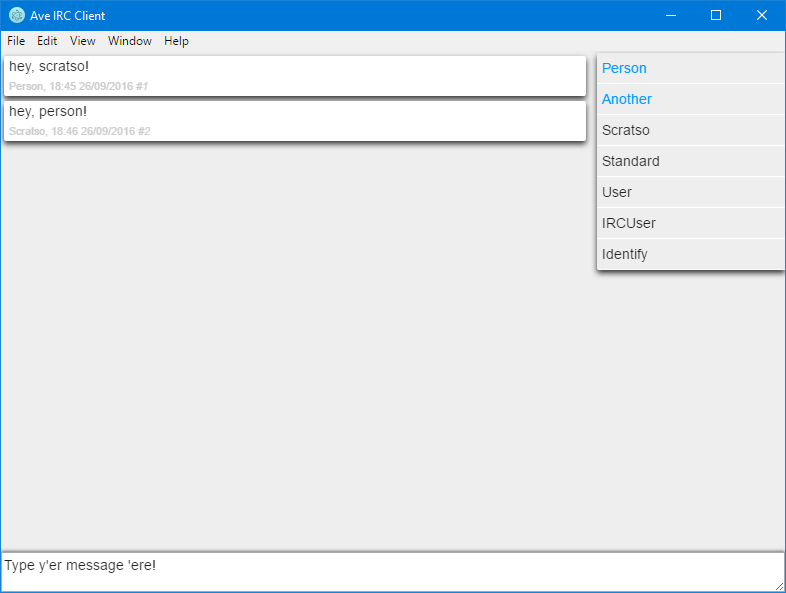 Ave IRC Client
File Edit View Window Help
hey, scratso!
Person, 18:45 26/09/2016 #1
hey, person!
Scratso, 18:46 26/09/2016 #2
Person
Another
Scratso
Standard
User
IRCUser
Identify
Type y'er message 'ere!